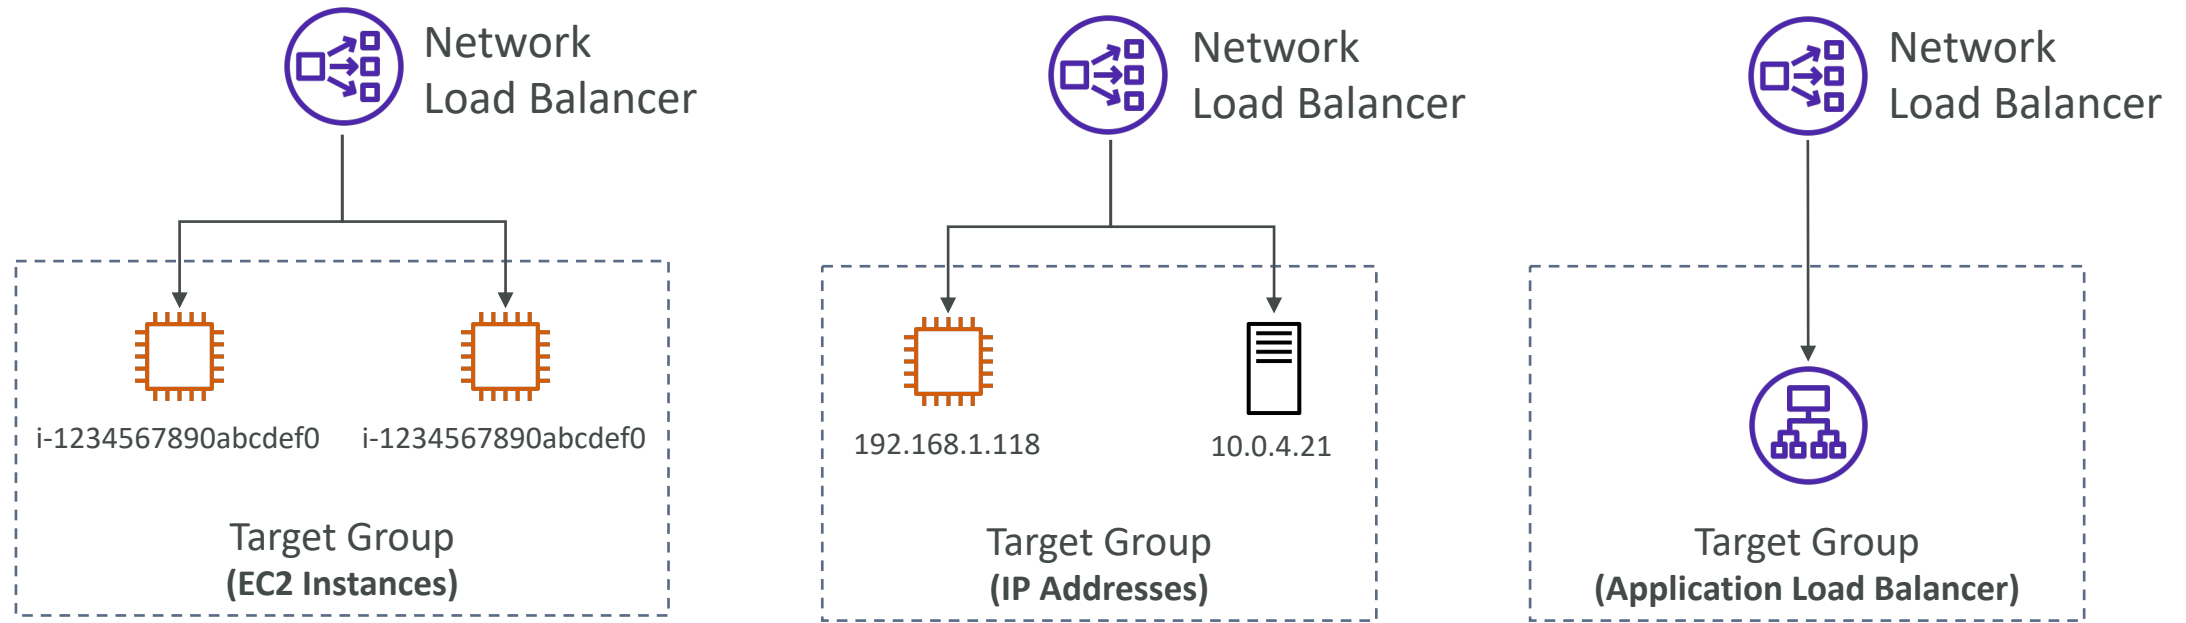 Network
Load Balancer
i-1234567890abcdef0
i-1234567890abcdef0
Target Group
(EC2 Instances)
Network
Load Balancer
192.168.1.118
10.0.4.21
Target Group
(IP Addresses)
Network
Load Balancer
Target Group
(Application Load Balancer)